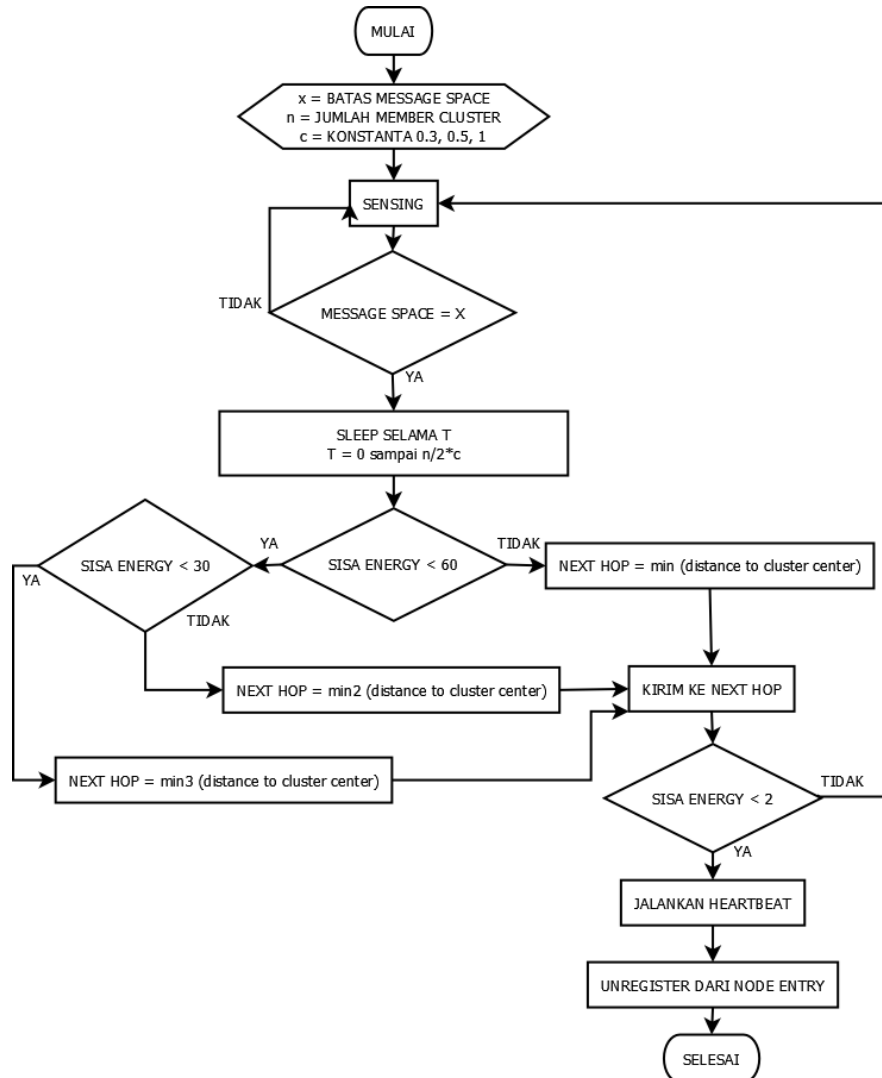 MULAI
x = BATAS MESSAGE SPACE
n = JUMLAH MEMBER CLUSTER
c = KONSTANTA 0.3, 0.5, 1
SENSING
TIDAK
MESSAGE SPACE = X
YA
SLEEP SELAMA T
T = 0 sampai n/2*c
SISA ENERGY < 30
YA
YA
SISA ENERGY < 60
TIDAK
NEXT HOP = min (distance to cluster center)
TIDAK
NEXT HOP = min2 (distance to cluster center)
KIRIM KE NEXT HOP
NEXT HOP = min3 (distance to cluster center)
SISA ENERGY < 2
TIDAK
YA
JALANKAN HEARTBEAT
UNREGISTER DARI NODE ENTRY
SELESAI